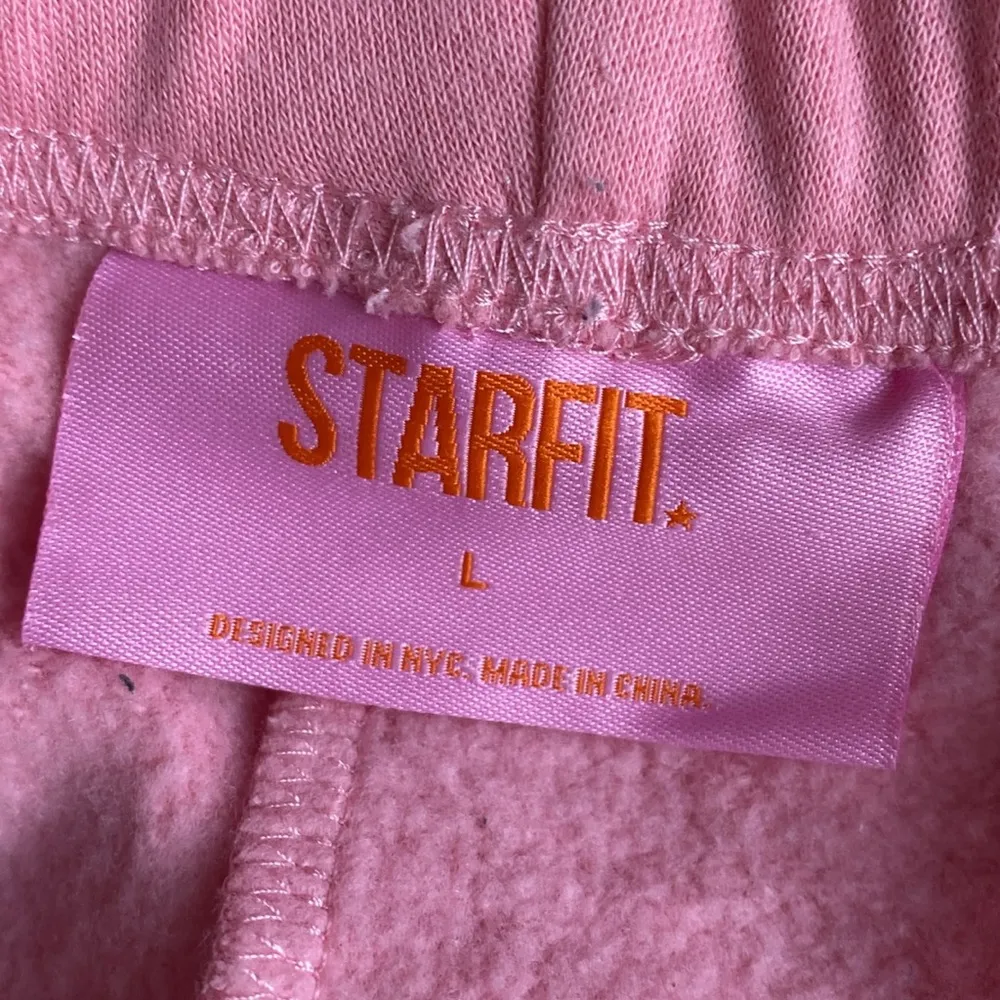 STARFIT
L
DESIGNED IN NYC. MADE IN CHINA.